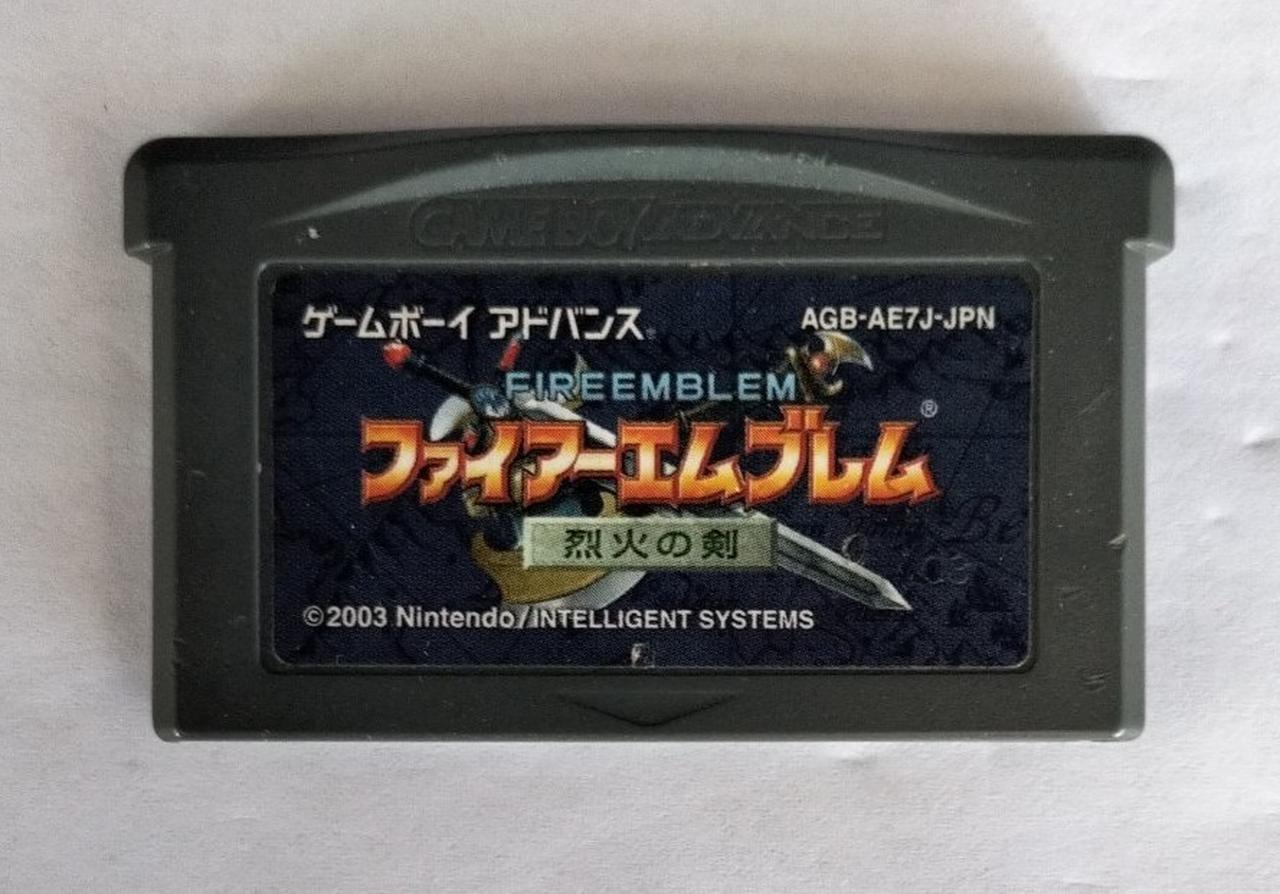 GAME BOY ADVANCE
ゲームボーイ アドバンス AGB-AE7J-JPN
FIREEMBLEM
ファイアーエムブレム®
烈火の剣
©2003 Nintendo/INTELLIGENT SYSTEMS